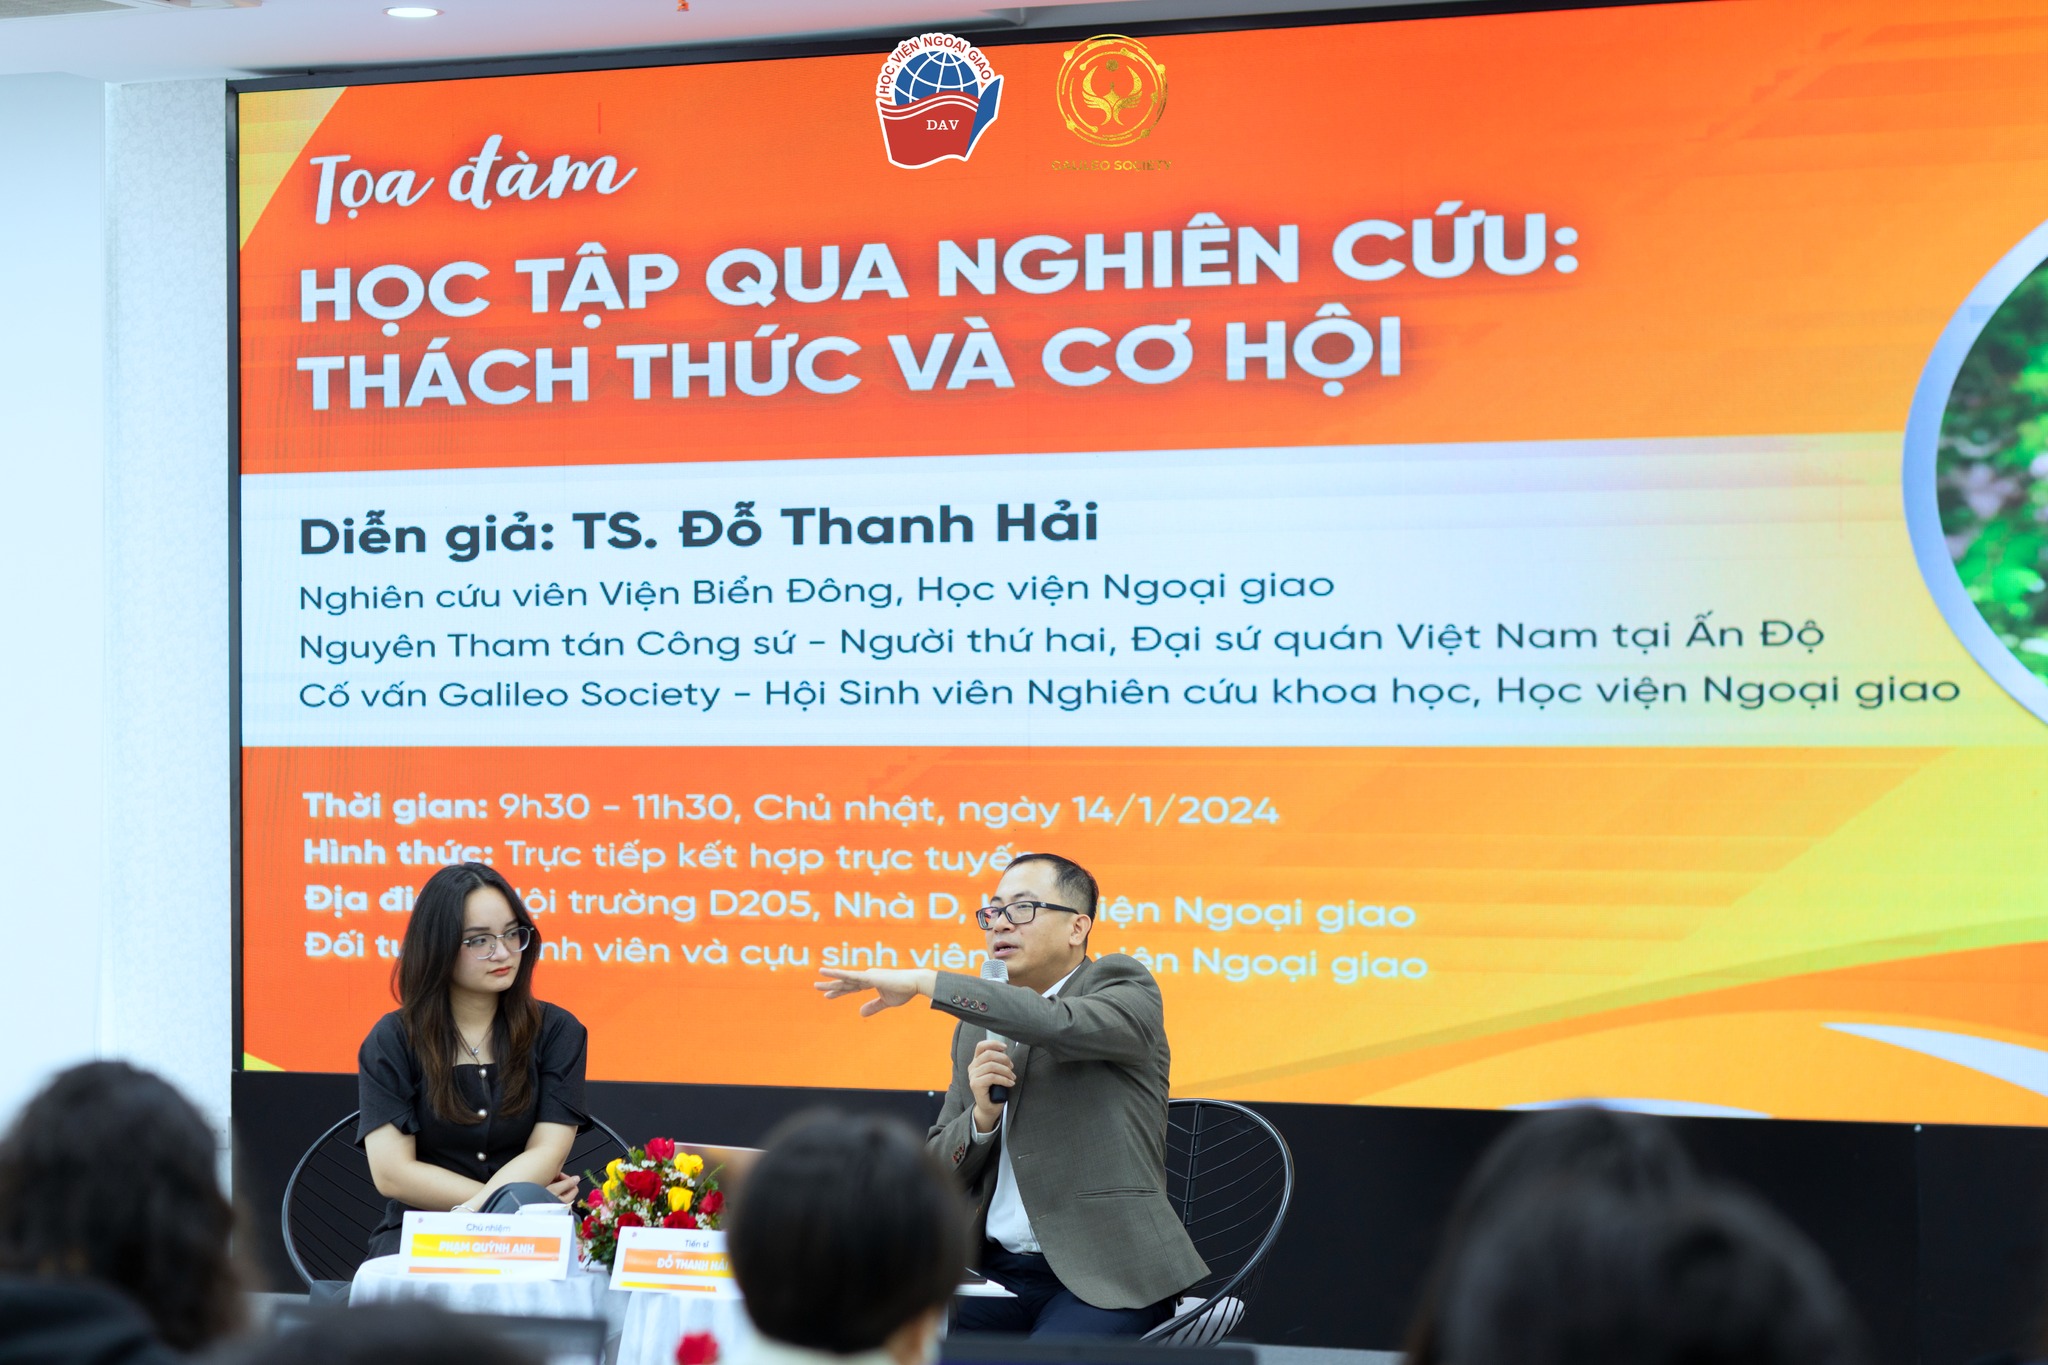 HỌC VIỆN NGOẠI GIAO
DAV
GALILEO SOCIETY
Tọa đàm
HỌC TẬP QUA NGHIÊN CỨU:
THÁCH THỨC VÀ CƠ HỘI
Diễn giả: TS. Đỗ Thanh Hải
Nghiên cứu viên Viện Biển Đông, Học viện Ngoại giao
Nguyên Tham tán Công sứ - Người thứ hai, Đại sứ quán Việt Nam tại Ấn Độ
Cố vấn Galileo Society - Hội Sinh viên Nghiên cứu khoa học, Học viện Ngoại giao
Thời gian: 9h30 - 11h30, Chủ nhật, ngày 14/1/2024
Hình thức: Trực tiếp kết hợp trực tuyến
Địa trường D205, Nhà D, Ngoại giao
Đối viên và cựu sinh viên Ngoại giao
Chủ nhiệm
PHẠM QUỲNH ANH
Tiến sĩ
ĐỖ THANH HẢI